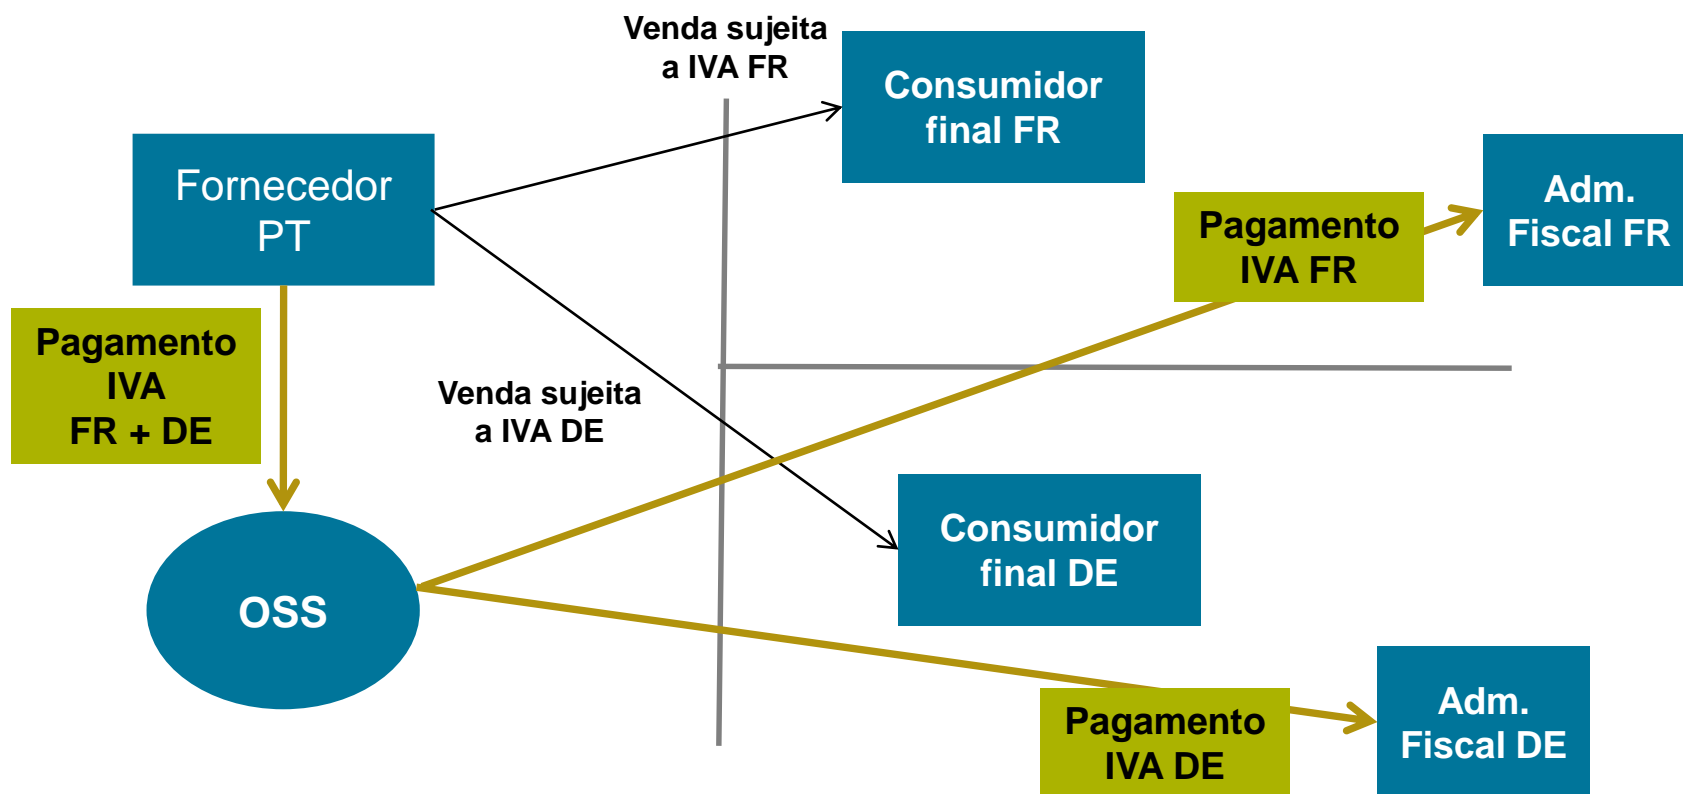 Venda sujeita
a IVA FR
Consumidor
final FR
Fornecedor
PT
Adm.
Fiscal FR
Pagamento
IVA FR
Pagamento
IVA
FR + DE
Venda sujeita
a IVA DE
Consumidor
final DE
OSS
Adm.
Fiscal DE
Pagamento
IVA DE